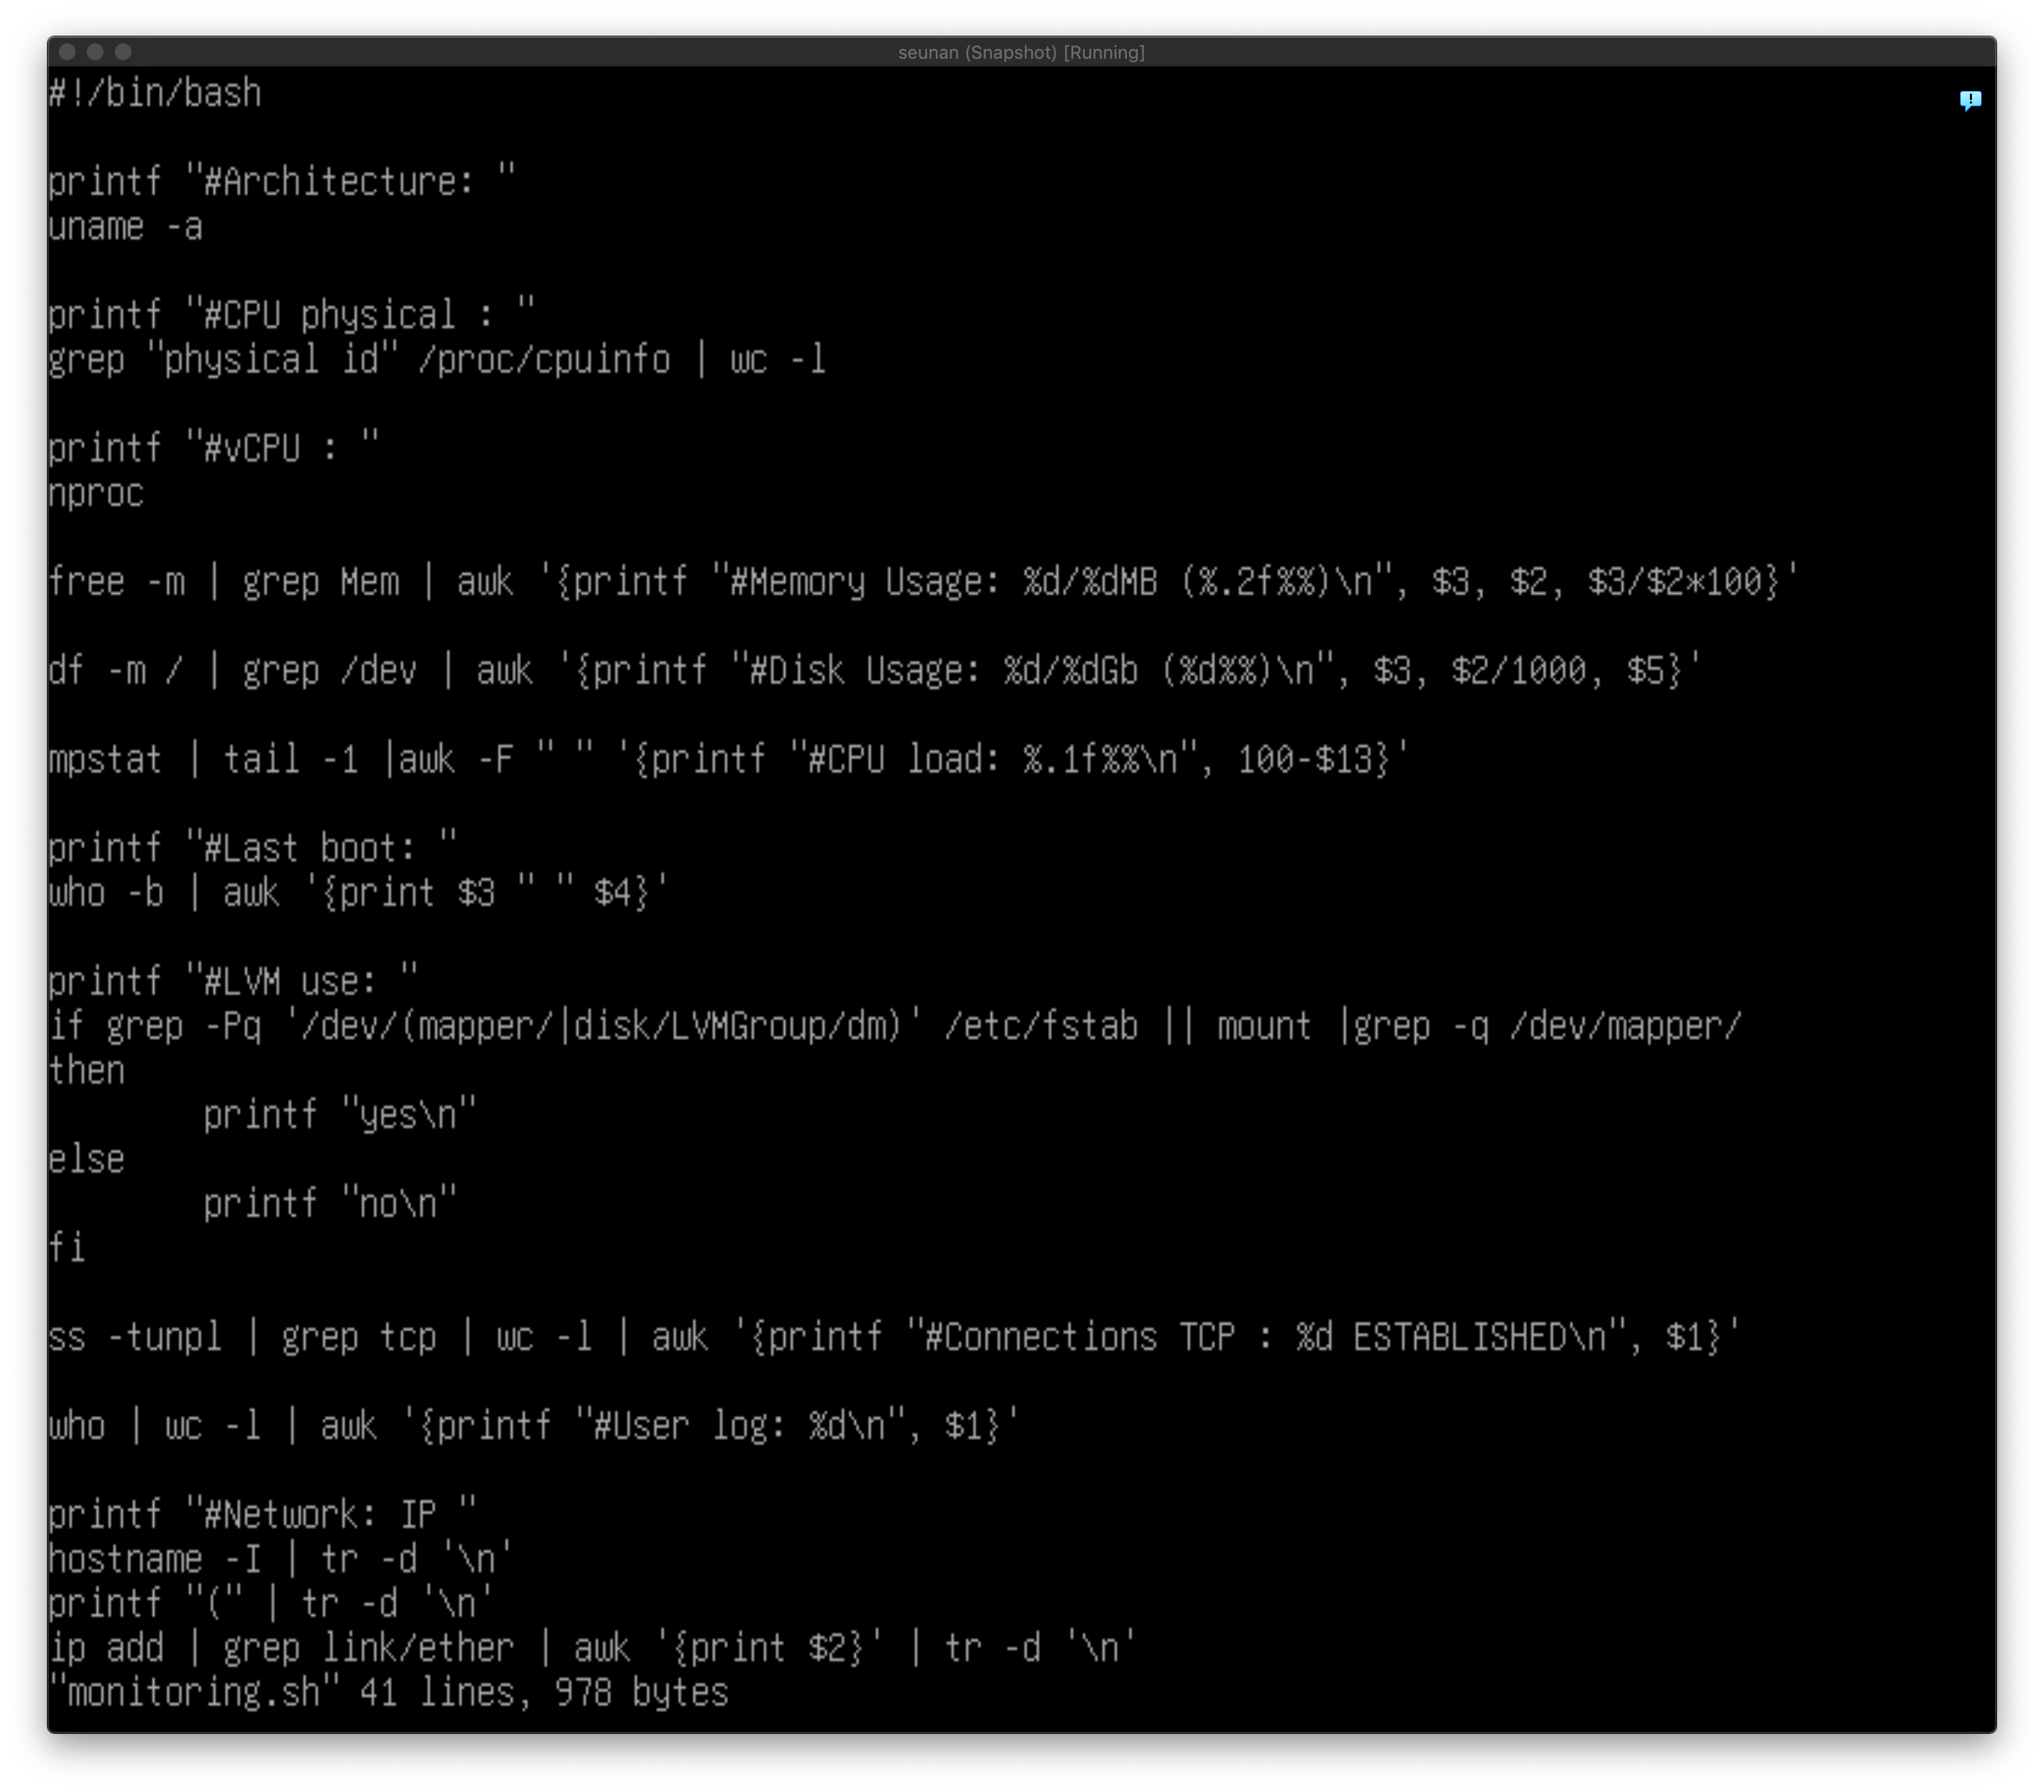 seunan (Snapshot) [Running]
#!/bin/bash
printf "#Architecture: "
uname -a
printf "#CPU physical : "
grep "physical id" /proc/cpuinfo | wc -l
printf "#vCPU : "
nproc
free -m | grep Mem | awk '{printf "#Memory Usage: %d/%dMB (%.2f%%)\n", $3, $2, $3/$2*100}'
df -m / | grep /dev | awk '{printf "#Disk Usage: %d/%dGb (%d%%)\n", $3, $2/1000, $5}'
mpstat | tail -1 |awk -F " " '{printf "#CPU load: %.1f%%\n", 100-$13}'
printf "#Last boot: "
who -b | awk '{print $3 " " $4}'
printf "#LVM use: "
if grep -Pq '/dev/(mapper/|disk/LVMGroup/dm)' /etc/fstab || mount |grep -q /dev/mapper/
then
        printf "yes\n"
else
        printf "no\n"
fi
ss -tunpl | grep tcp | wc -l | awk '{printf "#Connections TCP : %d ESTABLISHED\n", $1}'
who | wc -l | awk '{printf "#User log: %d\n", $1}'
printf "#Network: IP "
hostname -I | tr -d '\n'
printf "(" | tr -d '\n'
ip add | grep link/ether | awk '{print $2}' | tr -d '\n'
"monitoring.sh" 41 lines, 978 bytes